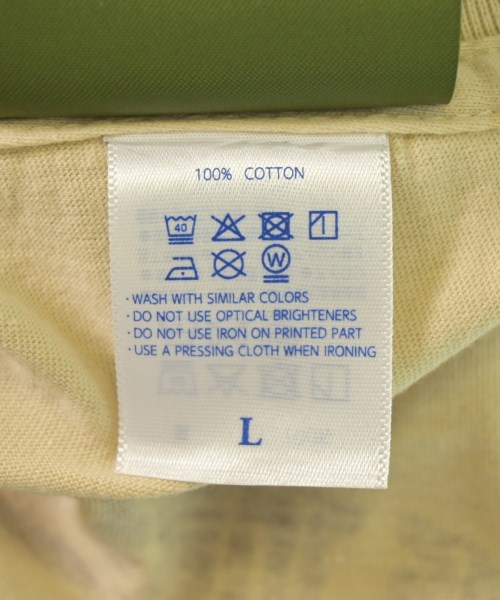 100% COTTON
40
W
· WASH WITH SIMILAR COLORS
· DO NOT USE OPTICAL BRIGHTENERS
· DO NOT USE IRON ON PRINTED PART
· USE A PRESSING CLOTH WHEN IRONING
L